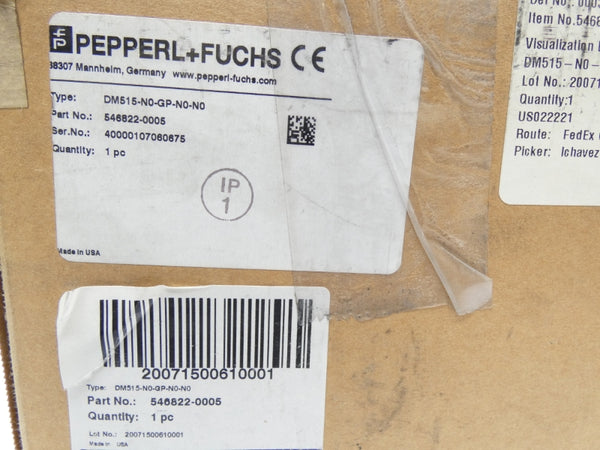 PEPPERL+FUCHS CE
68307 Mannheim, Germany www.pepperl-fuchs.com
Type: DM515-N0-GP-N0-N0
Part No.: 546822-0005
Ser.No.: 40000107060675
Quantity: 1 pc
IP
1
Made in USA
20071500610001
Type: DM515-N0-GP-N0-N0
Part No.: 546822-0005
Quantity: 1 pc
Lot No.: 20071500610001
Made in USA
Item No.5468
Visualization
DM515-N0-
Lot No.:20071
Quantity:1
US022221
Route: FedEx
Picker: lchavez